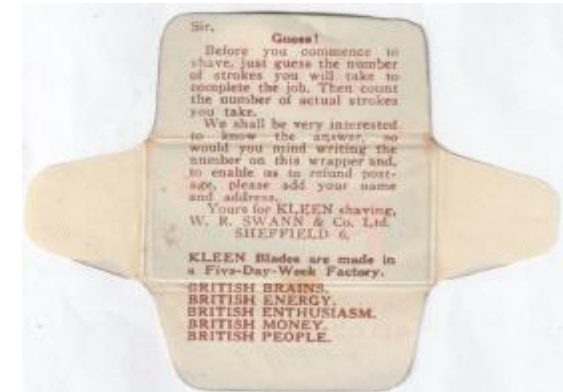 Sir,
Guess!
Before you commence to
shave, just guess the number
of strokes you will take to
complete the job. Then count
the number of actual strokes
you take.
We shall be very interested
to know the answer, so
would you mind writing the
number on this wrapper and,
to enable us to refund post-
age, please add your name
and address.
Yours for KLEEN shaving,
W. R. SWANN & Co. Ltd.
SHEFFIELD 6.
KLEEN Blades are made in
a Five-Day-Week Factory.
BRITISH BRAINS.
BRITISH ENERGY.
BRITISH ENTHUSIASM.
BRITISH MONEY.
BRITISH PEOPLE.